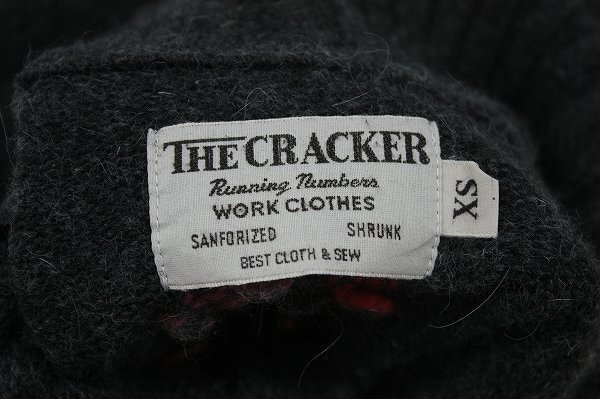 THE CRACKER
Running Numbers
WORK CLOTHES
SANFORIZED SHRUNK
BEST CLOTH & SEW
XS